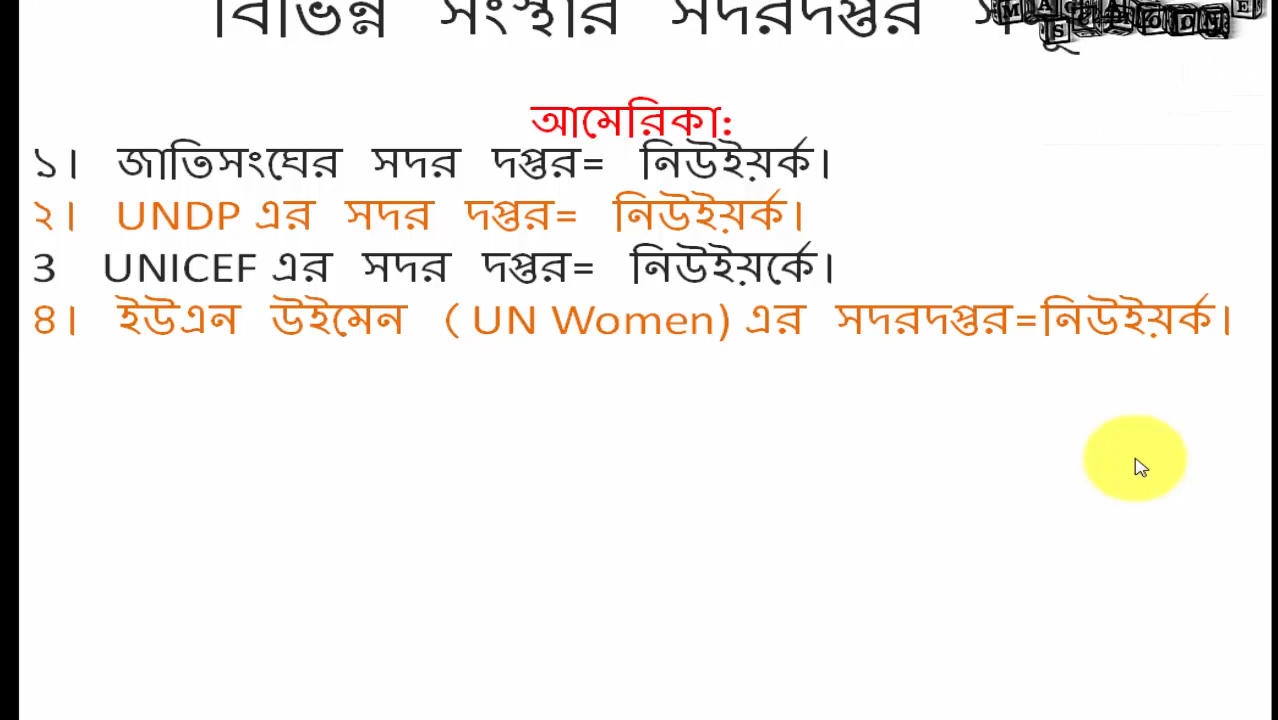 বিভিন্ন সংস্থার সদরদপ্তর
আমেরিকা:
১। জাতিসংঘের সদর দপ্তর= নিউইয়র্ক।
২। UNDP এর সদর দপ্তর= নিউইয়র্ক।
3 UNICEF এর সদর দপ্তর= নিউইয়র্কে।
৪। ইউএন উইমেন ( UN Women) এর সদরদপ্তর=নিউইয়র্ক।